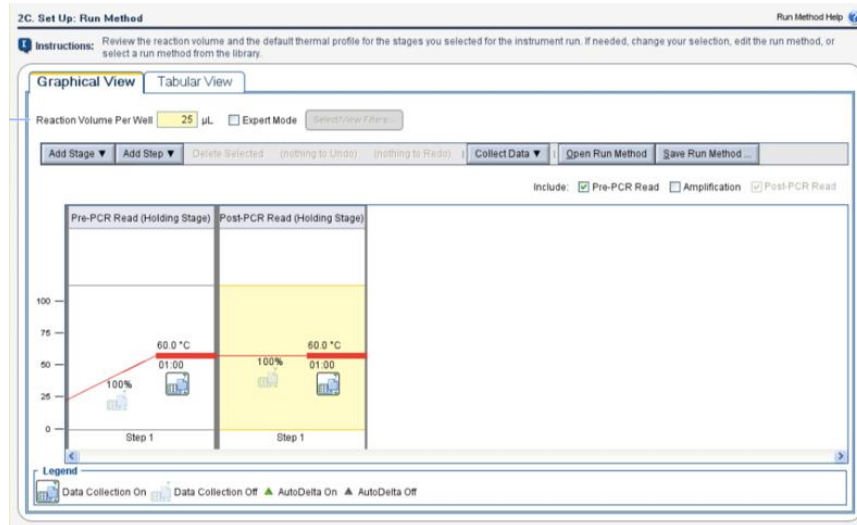 2C. Set Up: Run Method
Run Method Help
Instructions: Review the reaction volume and the default thermal profile for the stages you selected for the instrument run. If needed, change your selection, edit the run method, or
select a run method from the library.
Graphical View Tabular View
Reaction Volume Per Well 25 µL Expert Mode Select/View Filters...
Add Stage ▼ Add Step ▼ Delete Selected (nothing to Undo) (nothing to Redo) Collect Data ▼ Open Run Method Save Run Method ...
Include: Pre-PCR Read Amplification Post-PCR Read
Pre-PCR Read (Holding Stage) Post-PCR Read (Holding Stage)
100
75
60.0 °C 60.0 °C
50
01:00 100% 01:00
100%
25
0
Step 1 Step 1
Legend
Data Collection On Data Collection Off AutoDelta On AutoDelta Off